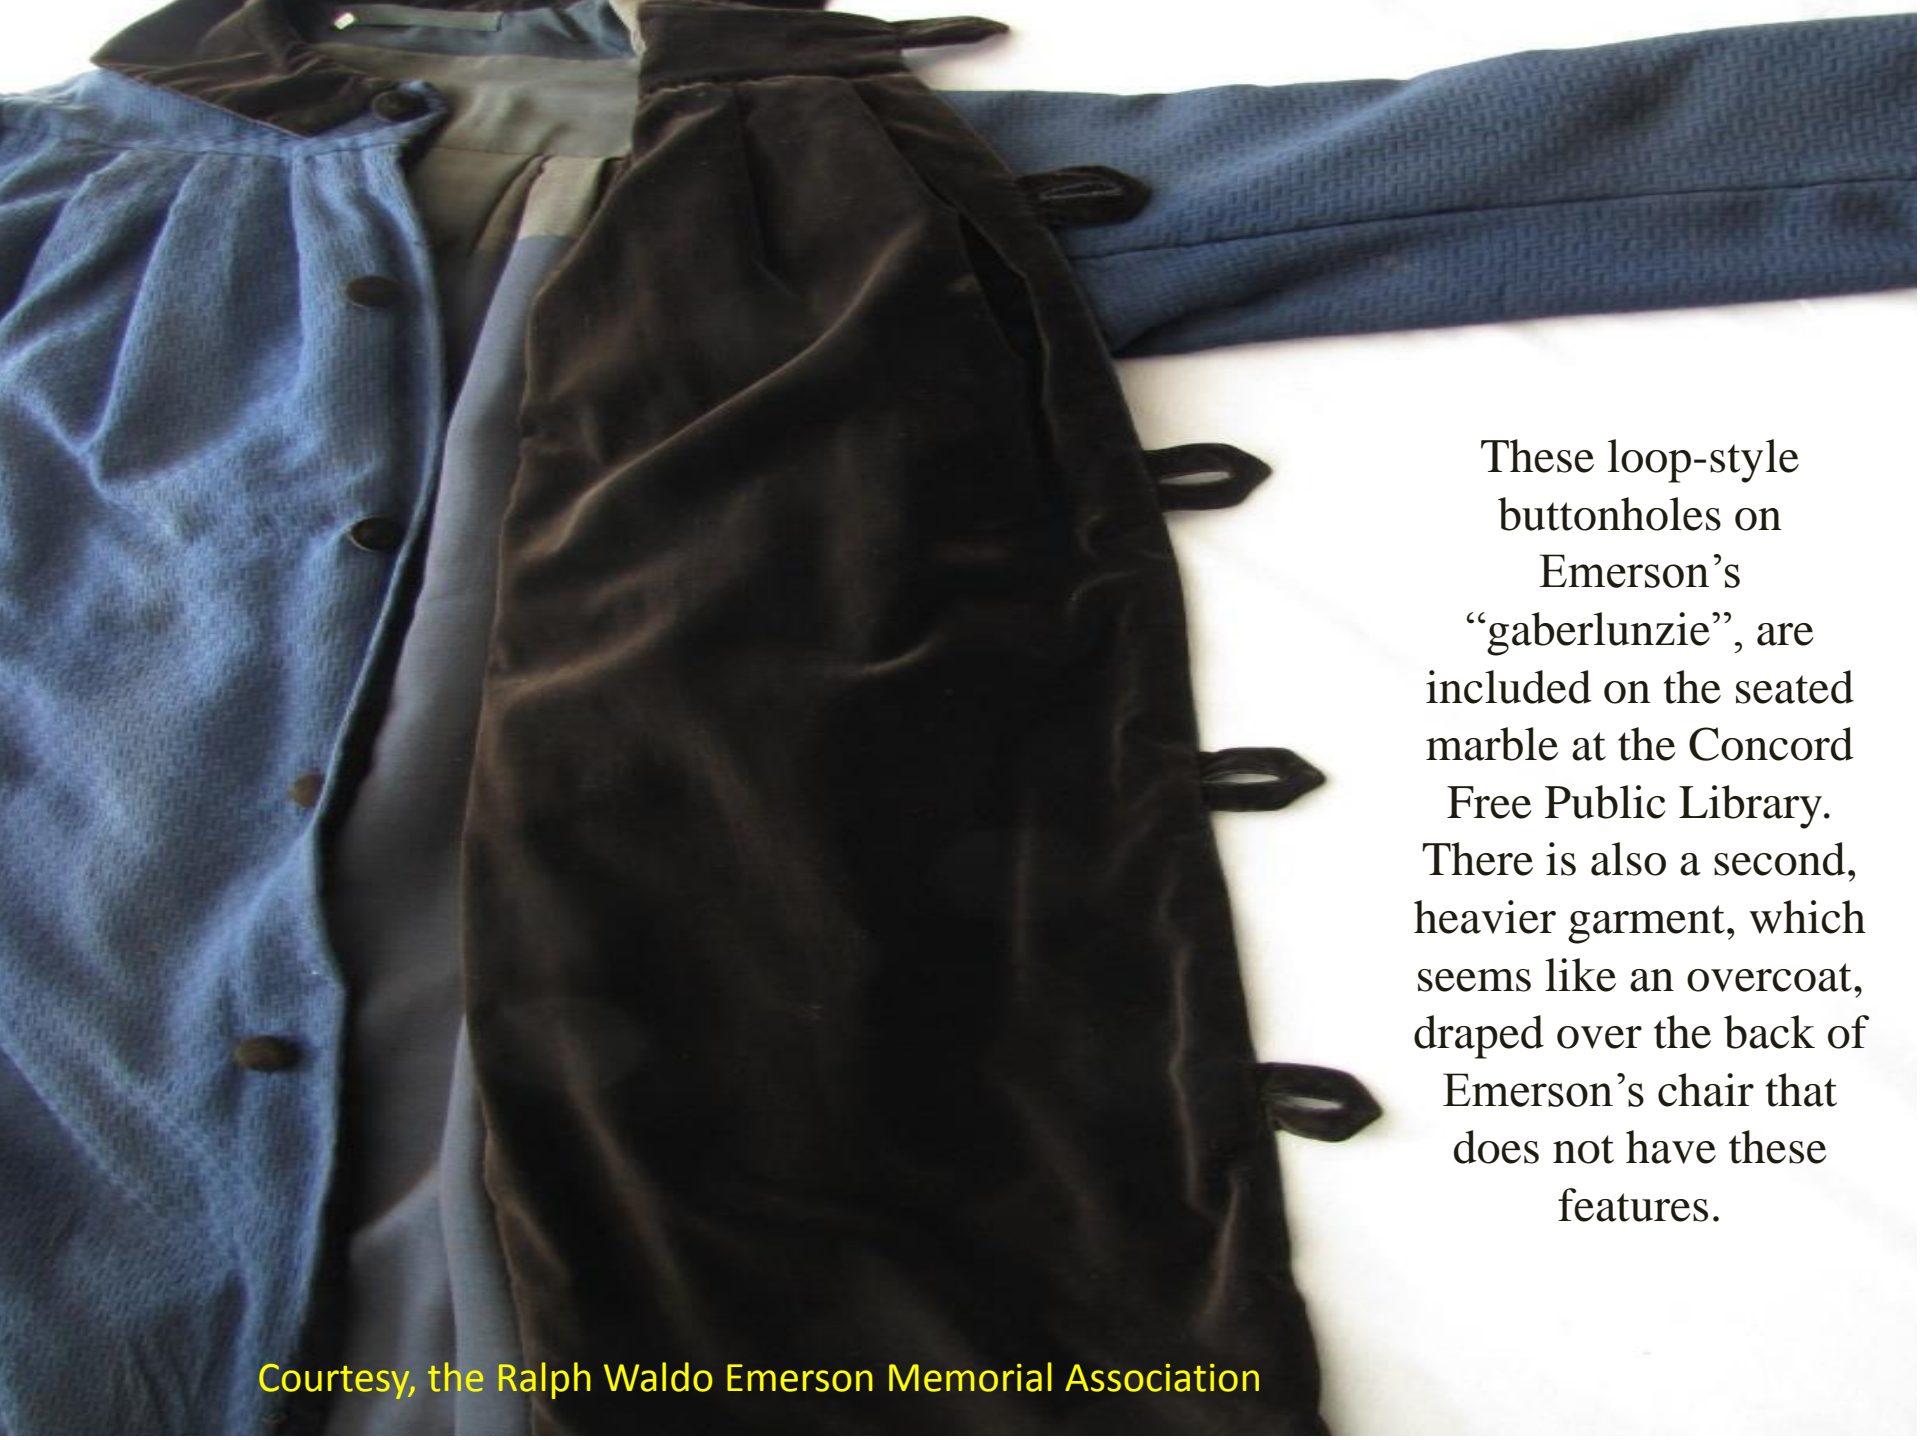 These loop-style
buttonholes on
Emerson’s
“gaberlunzie”, are
included on the seated
marble at the Concord
Free Public Library.
There is also a second,
heavier garment, which
seems like an overcoat,
draped over the back of
Emerson’s chair that
does not have these
features.
Courtesy, the Ralph Waldo Emerson Memorial Association